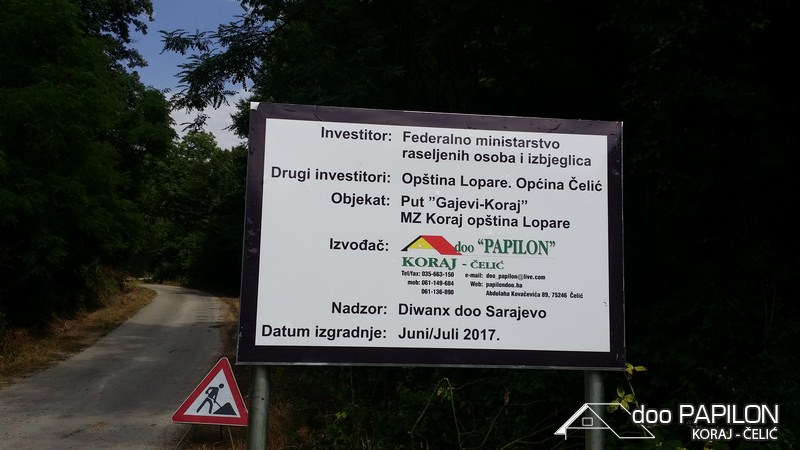 Investitor: Federalno ministarstvo
raseljenih osoba i izbjeglica
Drugi investitori: Opština Lopare. Općina Čelić
Objekat: Put ”Gajevi-Koraj”
MZ Koraj opština Lopare
Izvođač: doo “PAPILON”
KORAJ - ČELIĆ
Tel/fax: 035-663-150 e-mail: doo_papilon@live.com
mob: 061-149-684 Web: papilondoo.ba
061-136-890 Abdulaha Kovačevića 89, 75246 Čelić
Nadzor: Diwanx doo Sarajevo
Datum izgradnje: Juni/Juli 2017.
doo PAPILON
KORAJ - ČELIĆ